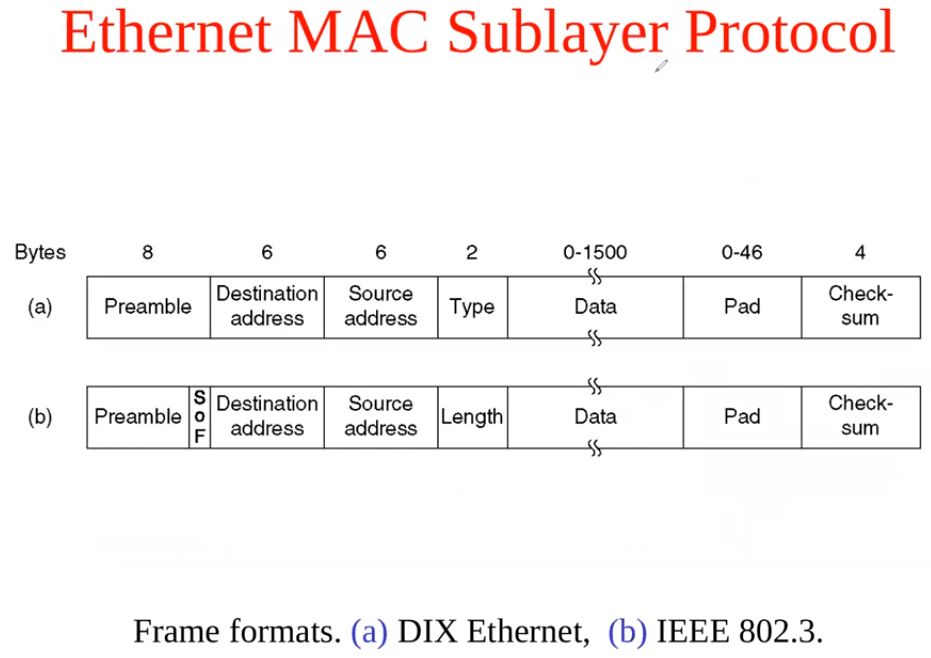 Ethernet MAC Sublayer Protocol
Bytes 8 6 6 2 0-1500 0-46 4
(a) Preamble Destination address Source address Type Data Pad Check-sum
(b) Preamble SoF Destination address Source address Length Data Pad Check-sum
Frame formats. (a) DIX Ethernet, (b) IEEE 802.3.